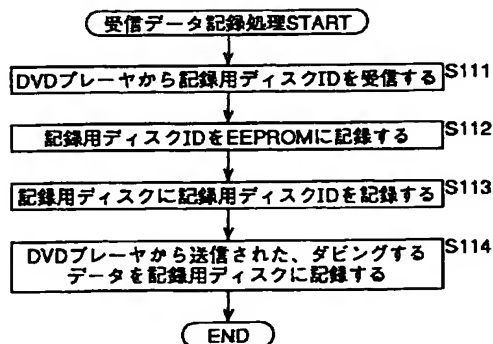 受信データ記録処理START
DVDプレーヤから記録用ディスクIDを受信する
S111
記録用ディスクIDをEEPROMに記録する
S112
記録用ディスクに記録用ディスクIDを記録する
S113
DVDプレーヤから送信された、ダビングする
データを記録用ディスクに記録する
S114
END